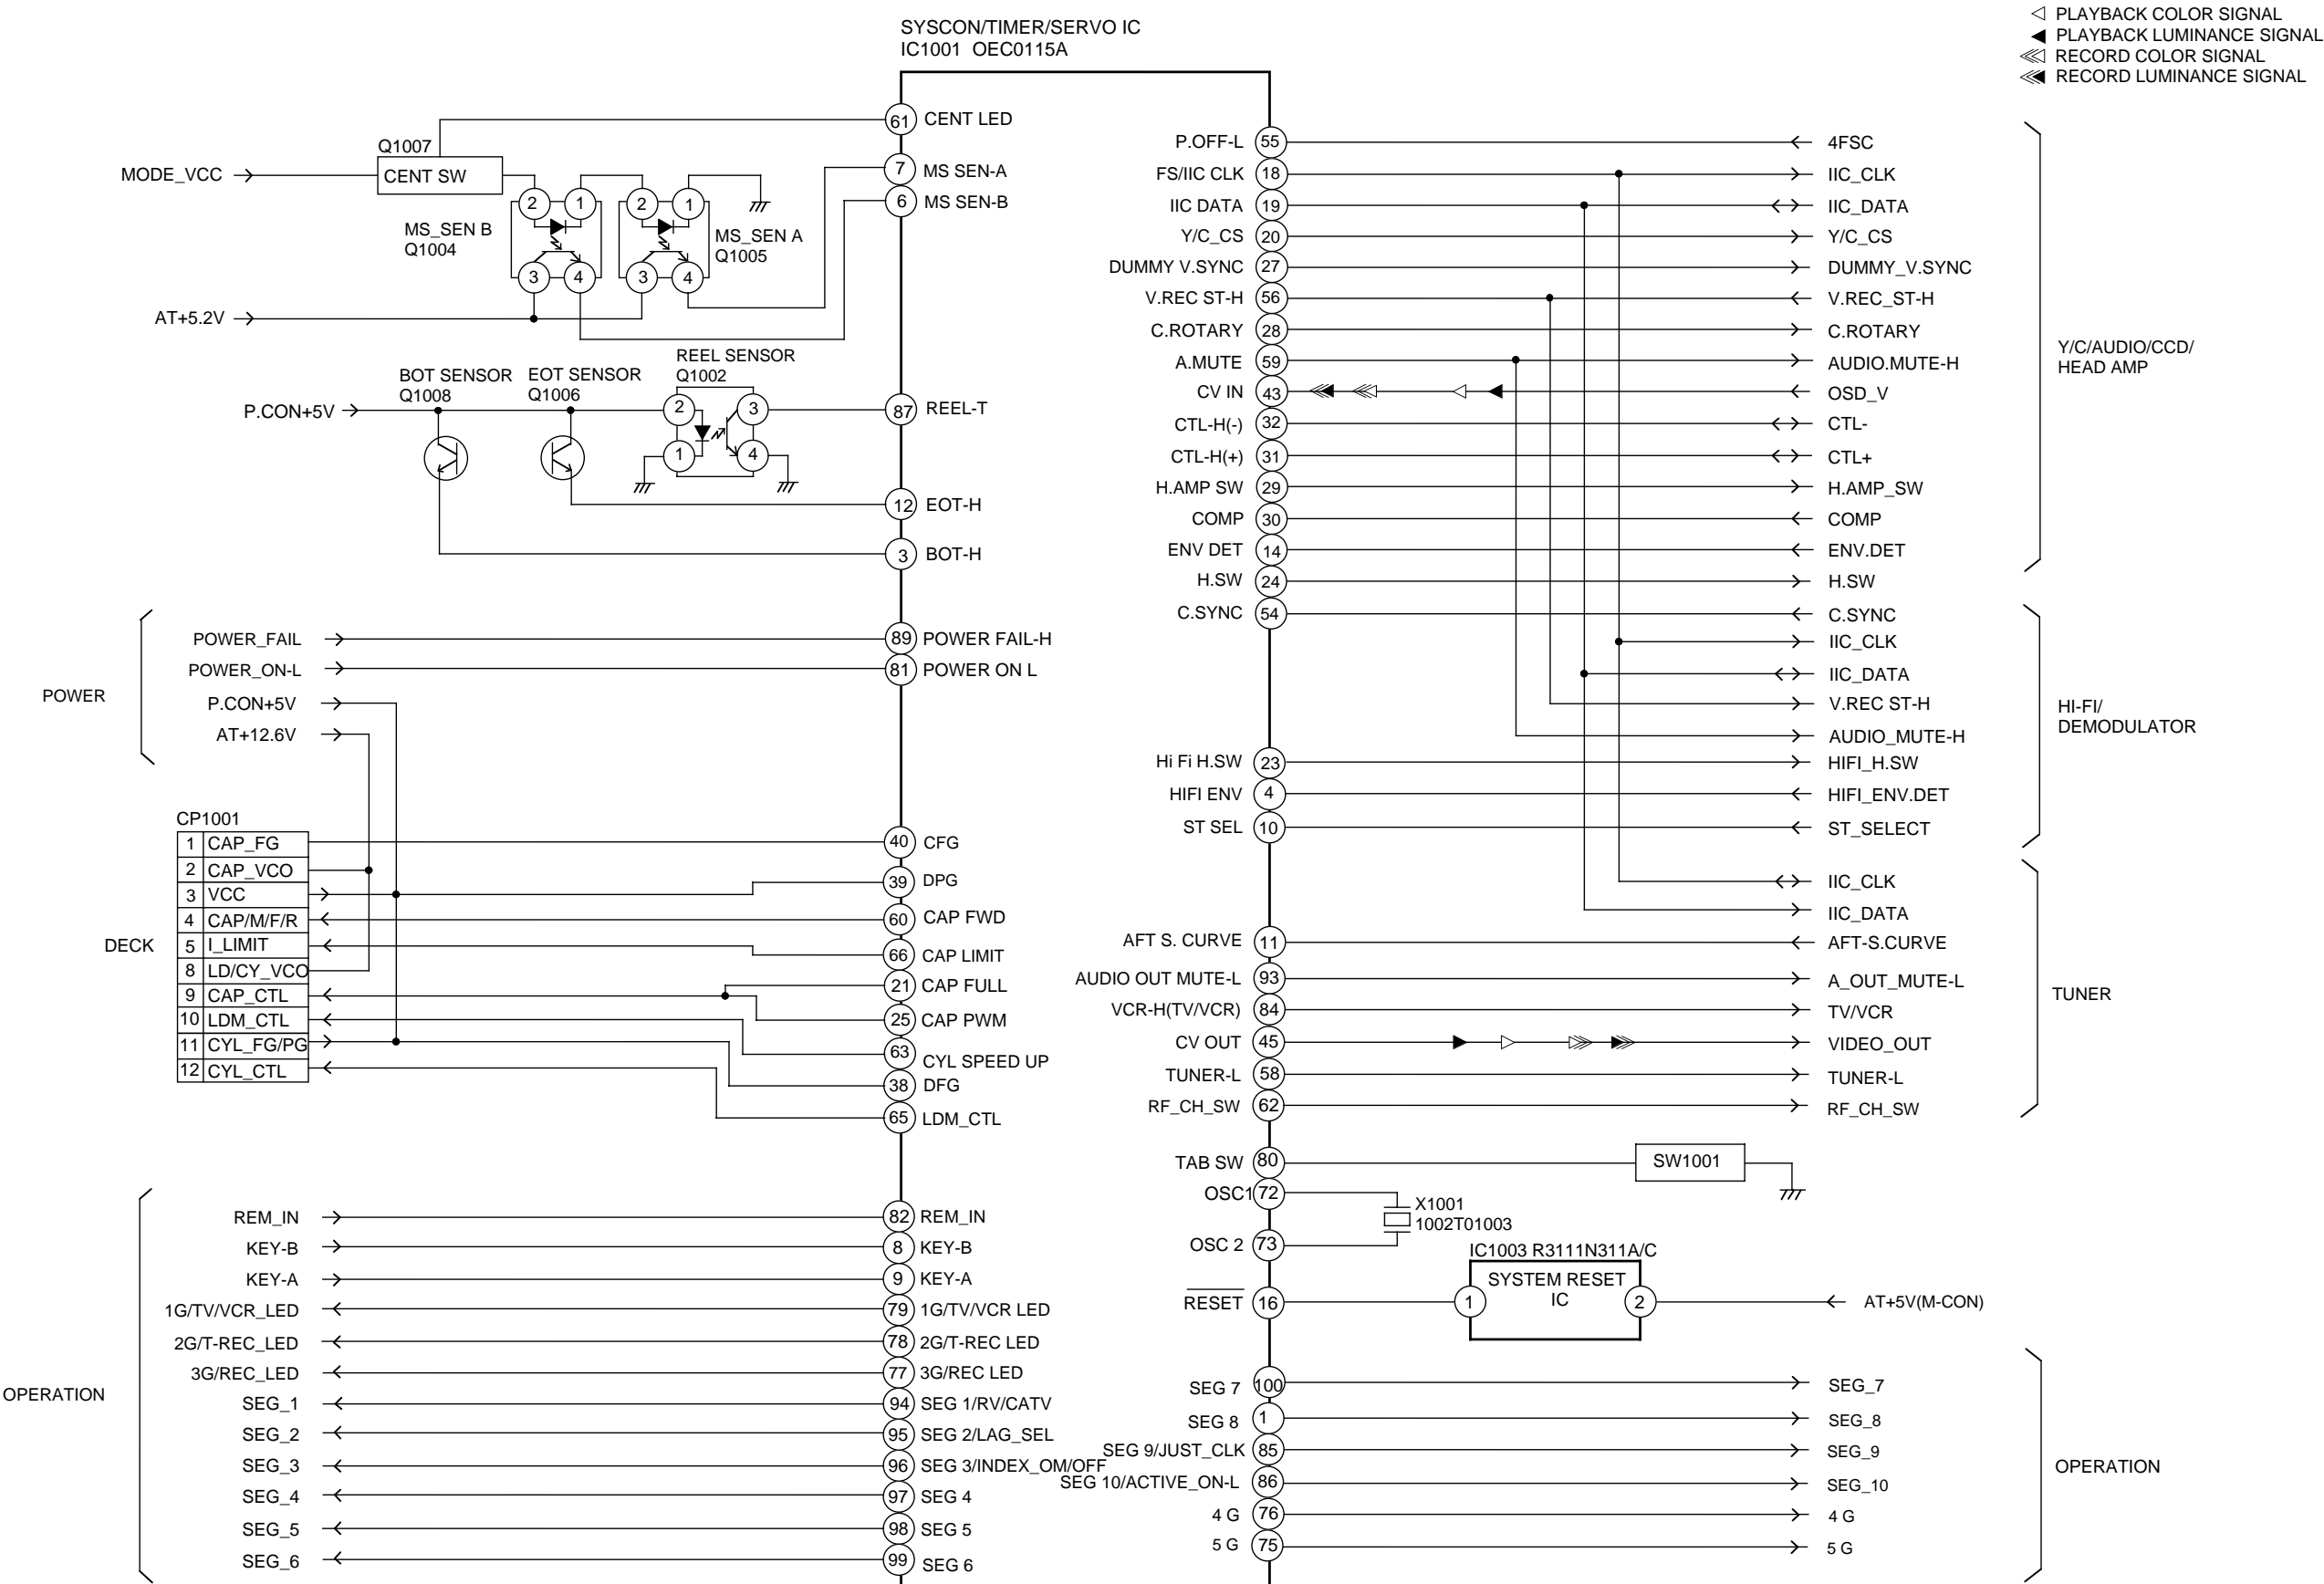 SYSCON/TIMER/SERVO IC
IC1001 OEC0115A
PLAYBACK COLOR SIGNAL
PLAYBACK LUMINANCE SIGNAL
RECORD COLOR SIGNAL
RECORD LUMINANCE SIGNAL
61 CENT LED
Q1007
MODE_VCC
CENT SW
7 MS SEN-A
6 MS SEN-B
2 1 2 1
MS_SEN B
Q1004
MS_SEN A
Q1005
3 4 3 4
AT+5.2V
REEL SENSOR
Q1002
BOT SENSOR
Q1008
EOT SENSOR
Q1006
P.CON+5V
2 3
87 REEL-T
1 4
12 EOT-H
3 BOT-H
POWER
POWER_FAIL 89 POWER FAIL-H
POWER_ON-L 81 POWER ON L
P.CON+5V
AT+12.6V
DECK
CP1001
1 CAP_FG
2 CAP_VCO
3 VCC
4 CAP/M/F/R
5 I_LIMIT
8 LD/CY_VCO
9 CAP_CTL
10 LDM_CTL
11 CYL_FG/PG
12 CYL_CTL
40 CFG
39 DPG
60 CAP FWD
66 CAP LIMIT
21 CAP FULL
25 CAP PWM
63 CYL SPEED UP
38 DFG
65 LDM_CTL
OPERATION
REM_IN 82 REM_IN
KEY-B 8 KEY-B
KEY-A 9 KEY-A
1G/TV/VCR_LED 79 1G/TV/VCR LED
2G/T-REC_LED 78 2G/T-REC LED
3G/REC_LED 77 3G/REC LED
SEG_1 94 SEG 1/RV/CATV
SEG_2 95 SEG 2/LAG_SEL
SEG_3 96 SEG 3/INDEX_OM/OFF
SEG_4 97 SEG 4
SEG_5 98 SEG 5
SEG_6 99 SEG 6
P.OFF-L 55 4FSC
FS/IIC CLK 18 IIC_CLK
IIC DATA 19 IIC_DATA
Y/C_CS 20 Y/C_CS
DUMMY V.SYNC 27 DUMMY_V.SYNC
V.REC ST-H 56 V.REC_ST-H
C.ROTARY 28 C.ROTARY
A.MUTE 59 AUDIO.MUTE-H
CV IN 43 OSD_V
CTL-H(-) 32 CTL-
CTL-H(+) 31 CTL+
H.AMP SW 29 H.AMP_SW
COMP 30 COMP
ENV DET 14 ENV.DET
H.SW 24 H.SW
Y/C/AUDIO/CCD/
HEAD AMP
C.SYNC 54 C.SYNC
IIC_CLK
IIC_DATA
V.REC ST-H
AUDIO_MUTE-H
Hi Fi H.SW 23 HIFI_H.SW
HIFI ENV 4 HIFI_ENV.DET
ST SEL 10 ST_SELECT
HI-FI/
DEMODULATOR
IIC_CLK
IIC_DATA
AFT S. CURVE 11 AFT-S.CURVE
AUDIO OUT MUTE-L 93 A_OUT_MUTE-L
VCR-H(TV/VCR) 84 TV/VCR
CV OUT 45 VIDEO_OUT
TUNER-L 58 TUNER-L
RF_CH_SW 62 RF_CH_SW
TUNER
TAB SW 80 SW1001
OSC1 72
X1001
1002T01003
OSC 2 73
IC1003 R3111N311A/C
SYSTEM RESET
IC
RESET 16 1 2 AT+5V(M-CON)
SEG 7 100 SEG_7
SEG 8 1 SEG_8
SEG 9/JUST_CLK 85 SEG_9
SEG 10/ACTIVE_ON-L 86 SEG_10
4 G 76 4 G
5 G 75 5 G
OPERATION